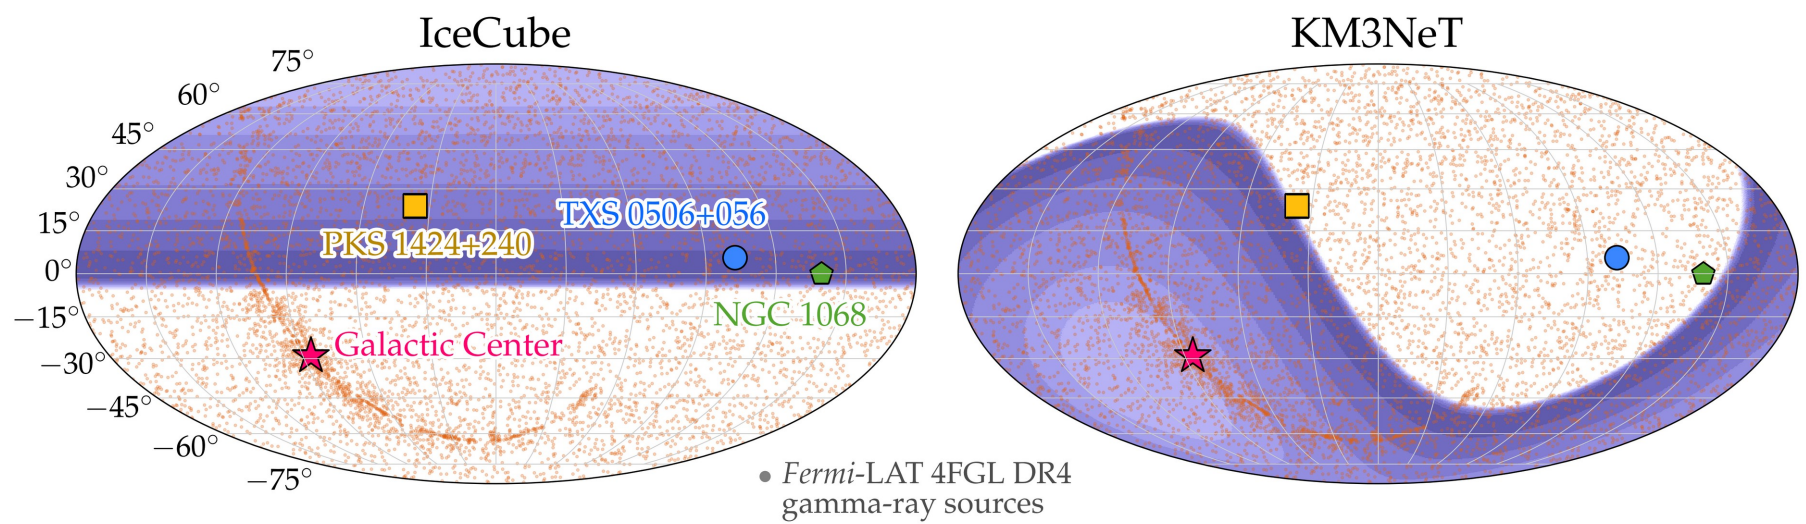 IceCube
KM3NeT
75°
60°
45°
30°
15°
0°
−15°
−30°
−45°
−60°
−75°
TXS 0506+056
PKS 1424+240
NGC 1068
Galactic Center
Fermi-LAT 4FGL DR4
gamma-ray sources